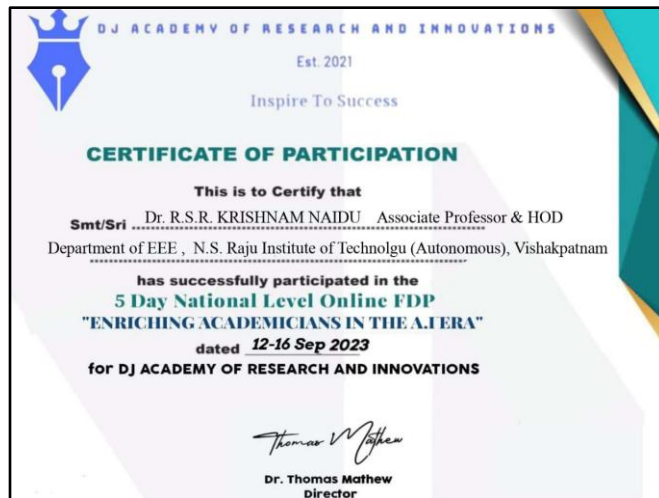 DJ ACADEMY OF RESEARCH AND INNOVATIONS
Est. 2021
Inspire To Success
CERTIFICATE OF PARTICIPATION
This is to Certify that
Smt/Sri Dr. R.S.R. KRISHNAM NAIDU Associate Professor & HOD
Department of EEE , N.S. Raju Institute of Technolgu (Autonomous), Vishakpatnam
has successfully participated in the
5 Day National Level Online FDP
"ENRICHING ACADEMICIANS IN THE A.I ERA"
dated 12-16 Sep 2023
for DJ ACADEMY OF RESEARCH AND INNOVATIONS
Thomas Mathew
Dr. Thomas Mathew
Director